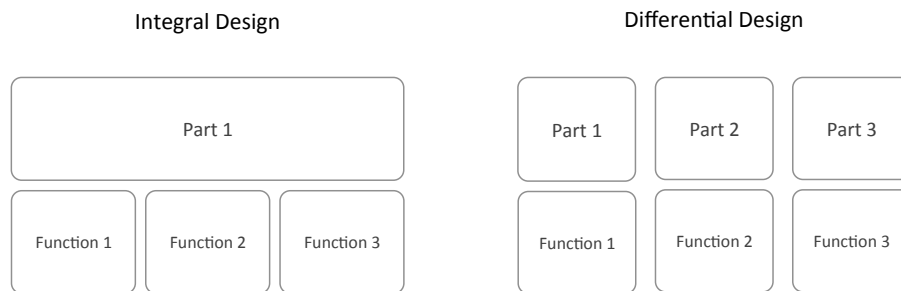 Integral Design
Differential Design
Part 1
Function 1 Function 2 Function 3
Part 1 Part 2 Part 3
Function 1 Function 2 Function 3